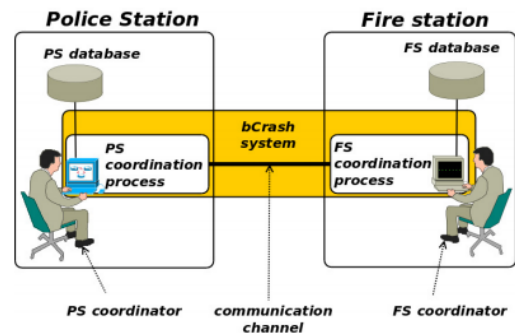 Police Station
Fire station
PS database
FS database
bCrash
system
PS
coordination
process
FS
coordination
process
PS coordinator
communication
channel
FS coordinator